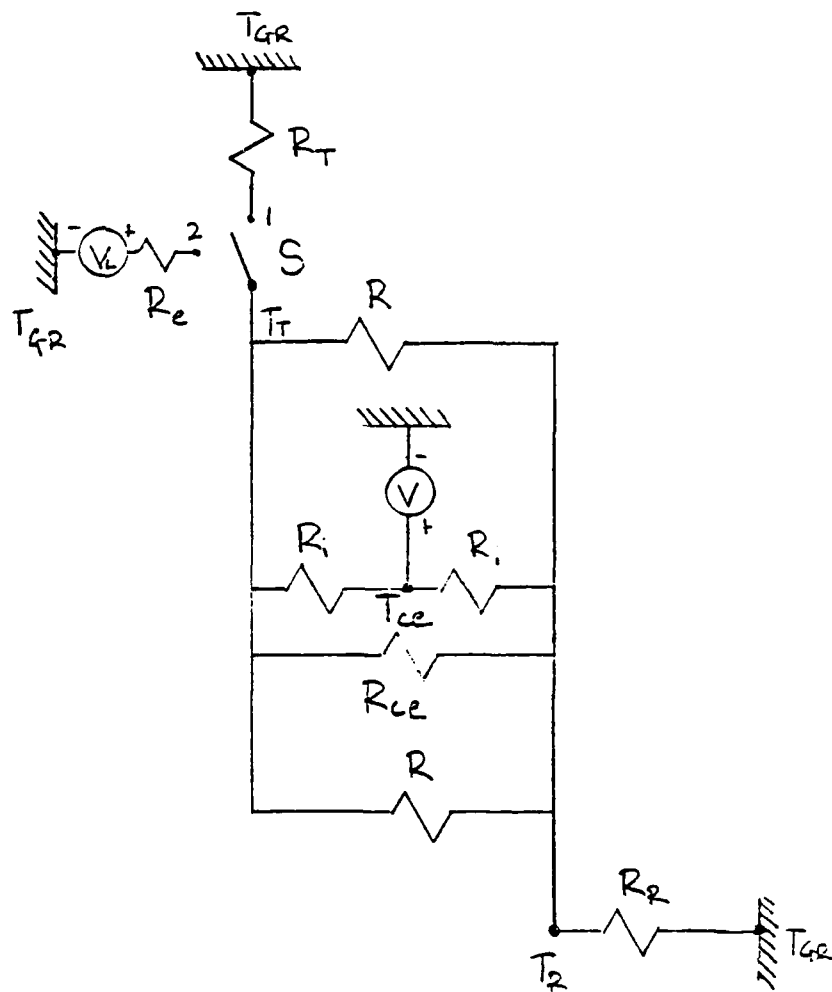 T_GR
R_T
1
- + 2
V_L
S
R_e
T_GR
T_T
R
-
V
+
R_i
R_i
T_ce
R_ce
R
R_R
T_R
T_GR